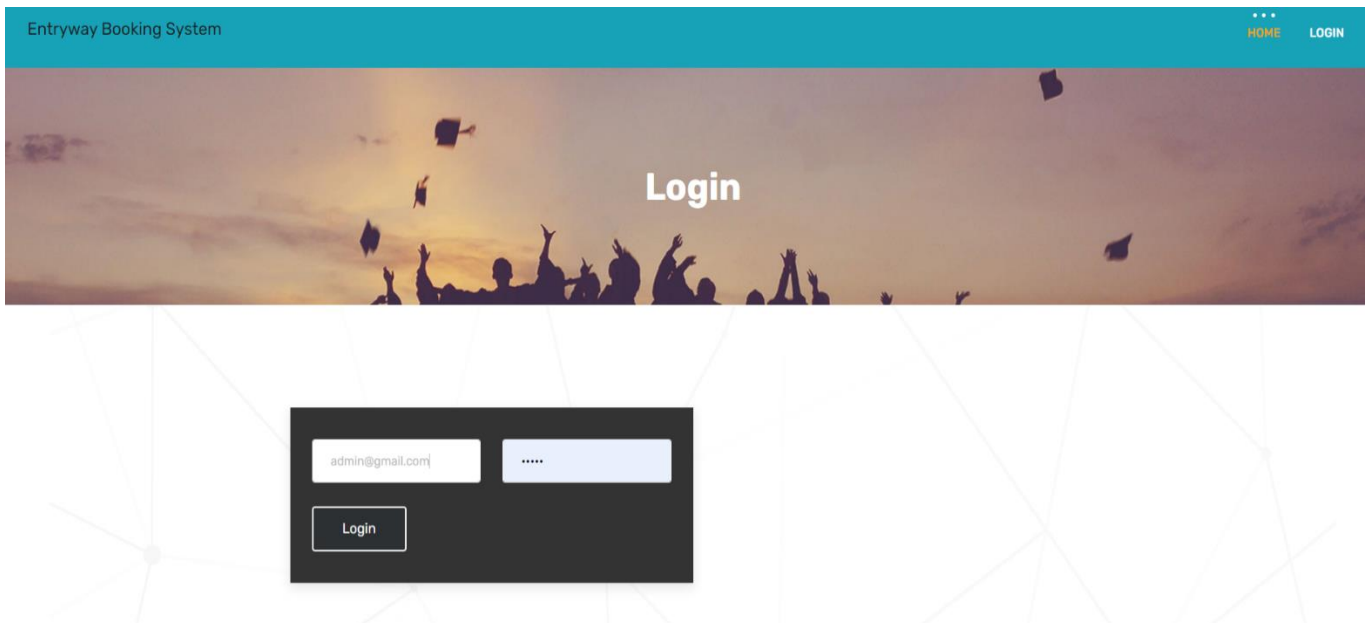 Entryway Booking System
HOME LOGIN
Login
admin@gmail.com
•••••
Login